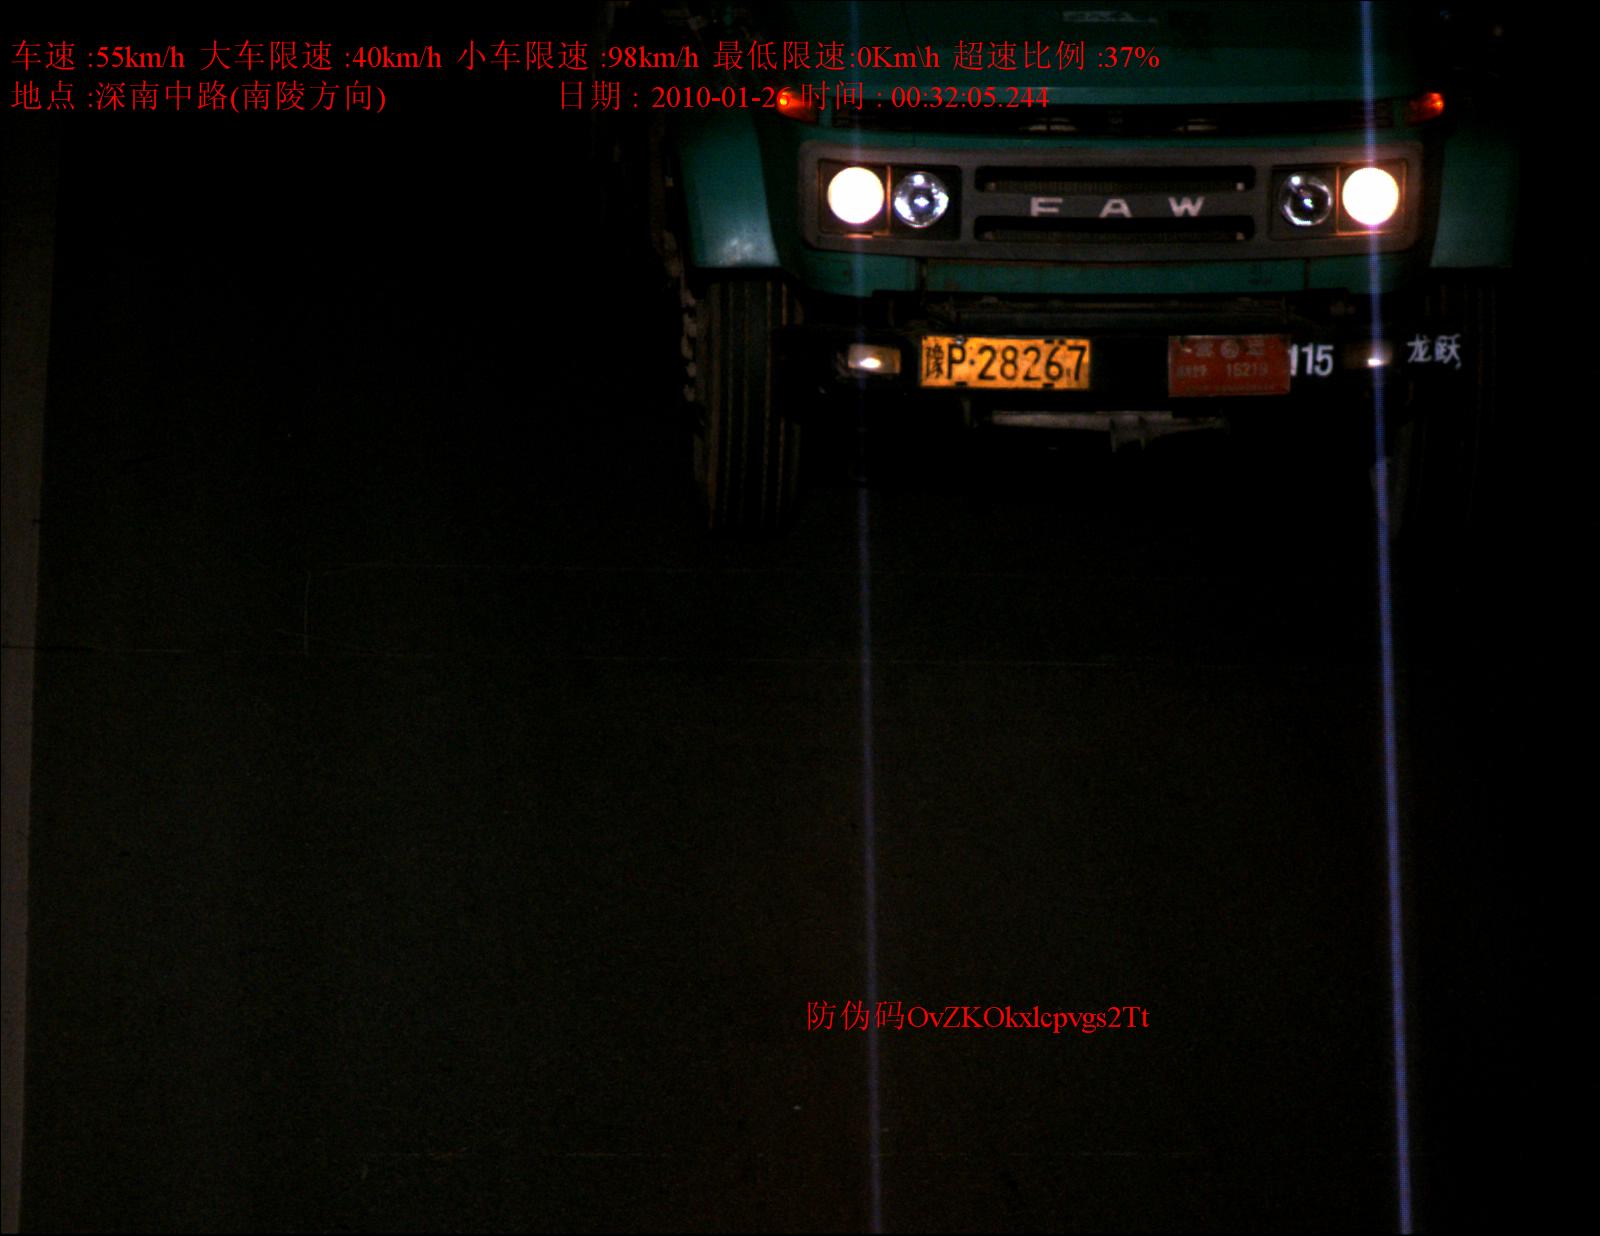 车速 :55km/h 大车限速 :40km/h 小车限速 :98km/h 最低限速:0Km\h 超速比例 :37%
地点 :深南中路(南陵方向) 日期 : 2010-01-26 时间 : 00:32:05.244
FAW
豫P·28267
16219
115
龙跃
防伪码OvZKOkxlcpvgs2Tt